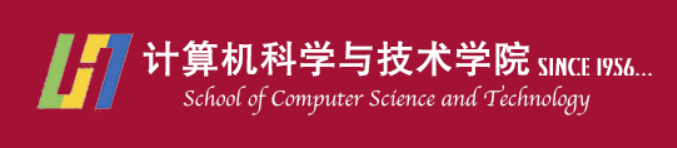 计算机科学与技术学院 SINCE 1956...
School of Computer Science and Technology